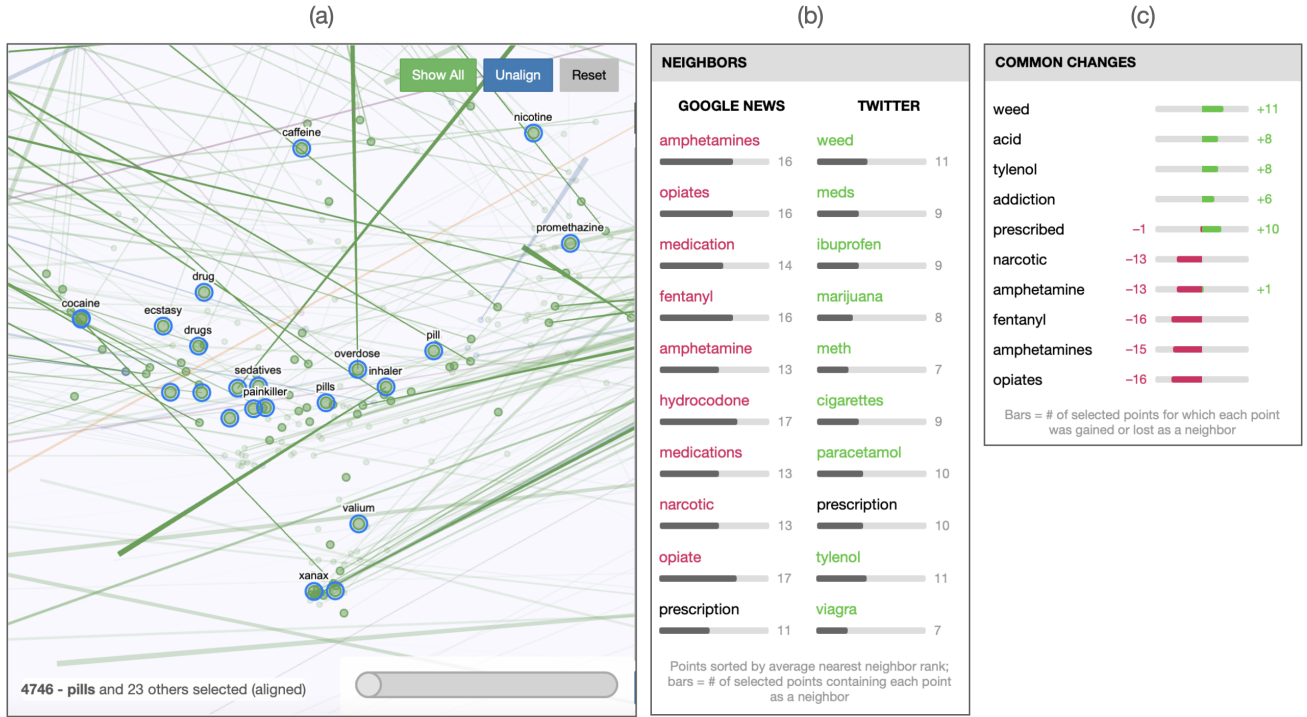 (a)
(b)
(c)
Show All
Unalign
Reset
nicotine
caffeine
promethazine
drug
cocaine
ecstasy
drugs
pill
overdose
sedatives
inhaler
painkiller
pills
valium
xanax
4746 - pills and 23 others selected (aligned)
NEIGHBORS
GOOGLE NEWS
TWITTER
amphetamines
weed
16
11
opiates
meds
16
9
medication
ibuprofen
14
9
fentanyl
marijuana
16
8
amphetamine
meth
13
7
hydrocodone
cigarettes
17
9
medications
paracetamol
13
10
narcotic
prescription
13
10
opiate
tylenol
17
11
prescription
viagra
11
7
Points sorted by average nearest neighbor rank;
bars = # of selected points containing each point
as a neighbor
COMMON CHANGES
weed +11
acid +8
tylenol +8
addiction +6
prescribed −1 +10
narcotic −13
amphetamine −13 +1
fentanyl −16
amphetamines −15
opiates −16
Bars = # of selected points for which each point
was gained or lost as a neighbor